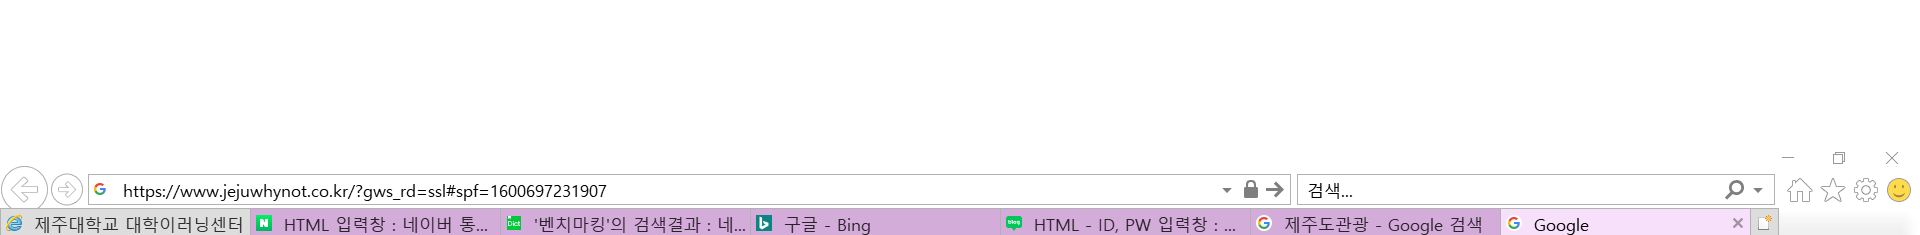 https://www.jejuwhynot.co.kr/?gws_rd=ssl#spf=1600697231907 검색...
제주대학교 대학이러닝센터 HTML 입력창 : 네이버 통... '벤치마킹'의 검색결과 : 네... 구글 - Bing HTML - ID, PW 입력창 : ... 제주도관광 - Google 검색 Google